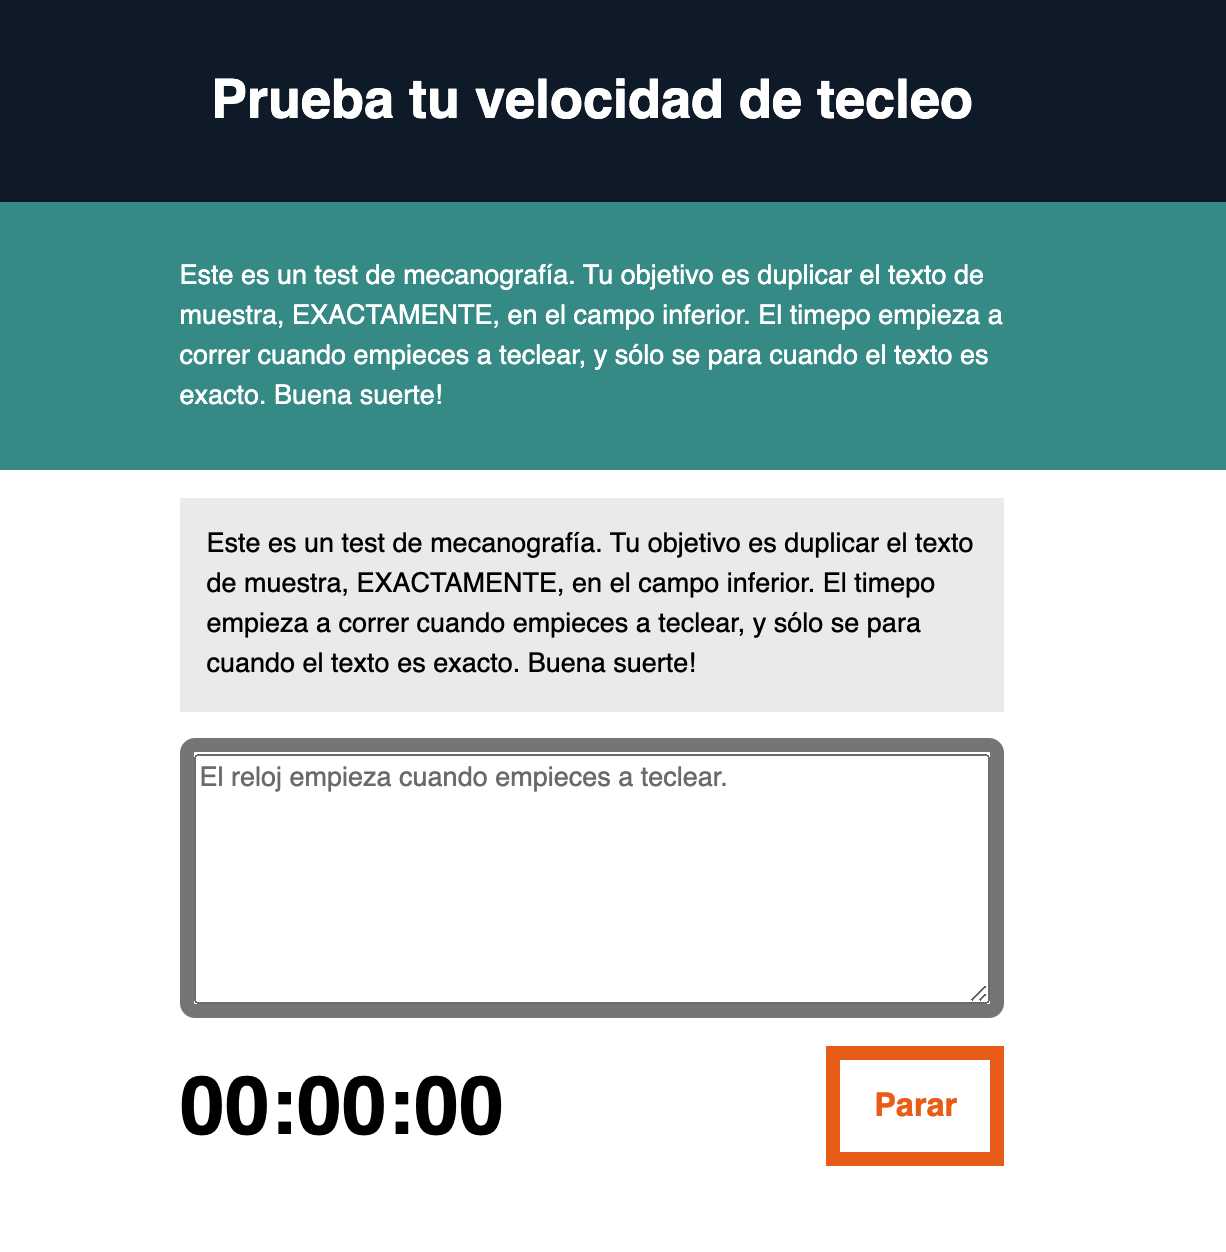 Prueba tu velocidad de tecleo
Este es un test de mecanografía. Tu objetivo es duplicar el texto de
muestra, EXACTAMENTE, en el campo inferior. El timepo empieza a
correr cuando empieces a teclear, y sólo se para cuando el texto es
exacto. Buena suerte!
Este es un test de mecanografía. Tu objetivo es duplicar el texto
de muestra, EXACTAMENTE, en el campo inferior. El timepo
empieza a correr cuando empieces a teclear, y sólo se para
cuando el texto es exacto. Buena suerte!
El reloj empieza cuando empieces a teclear.
00:00:00
Parar